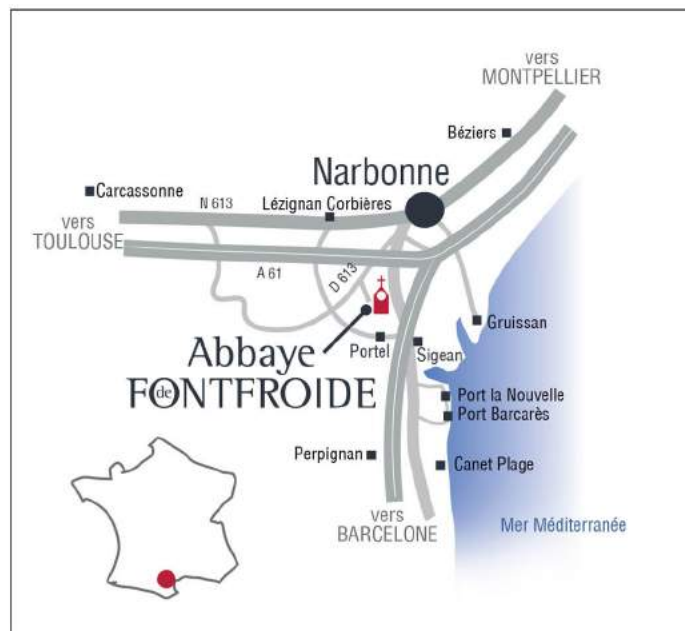 vers
MONTPELLIER
Béziers
Narbonne
Carcassonne
N 613
Lézignan Corbières
vers
TOULOUSE
A 61
D 613
Gruissan
Abbaye
de
FONTFROIDE
Portel
Sigean
Port la Nouvelle
Port Barcarès
Perpignan
Canet Plage
vers
BARCELONE
Mer Méditerranée